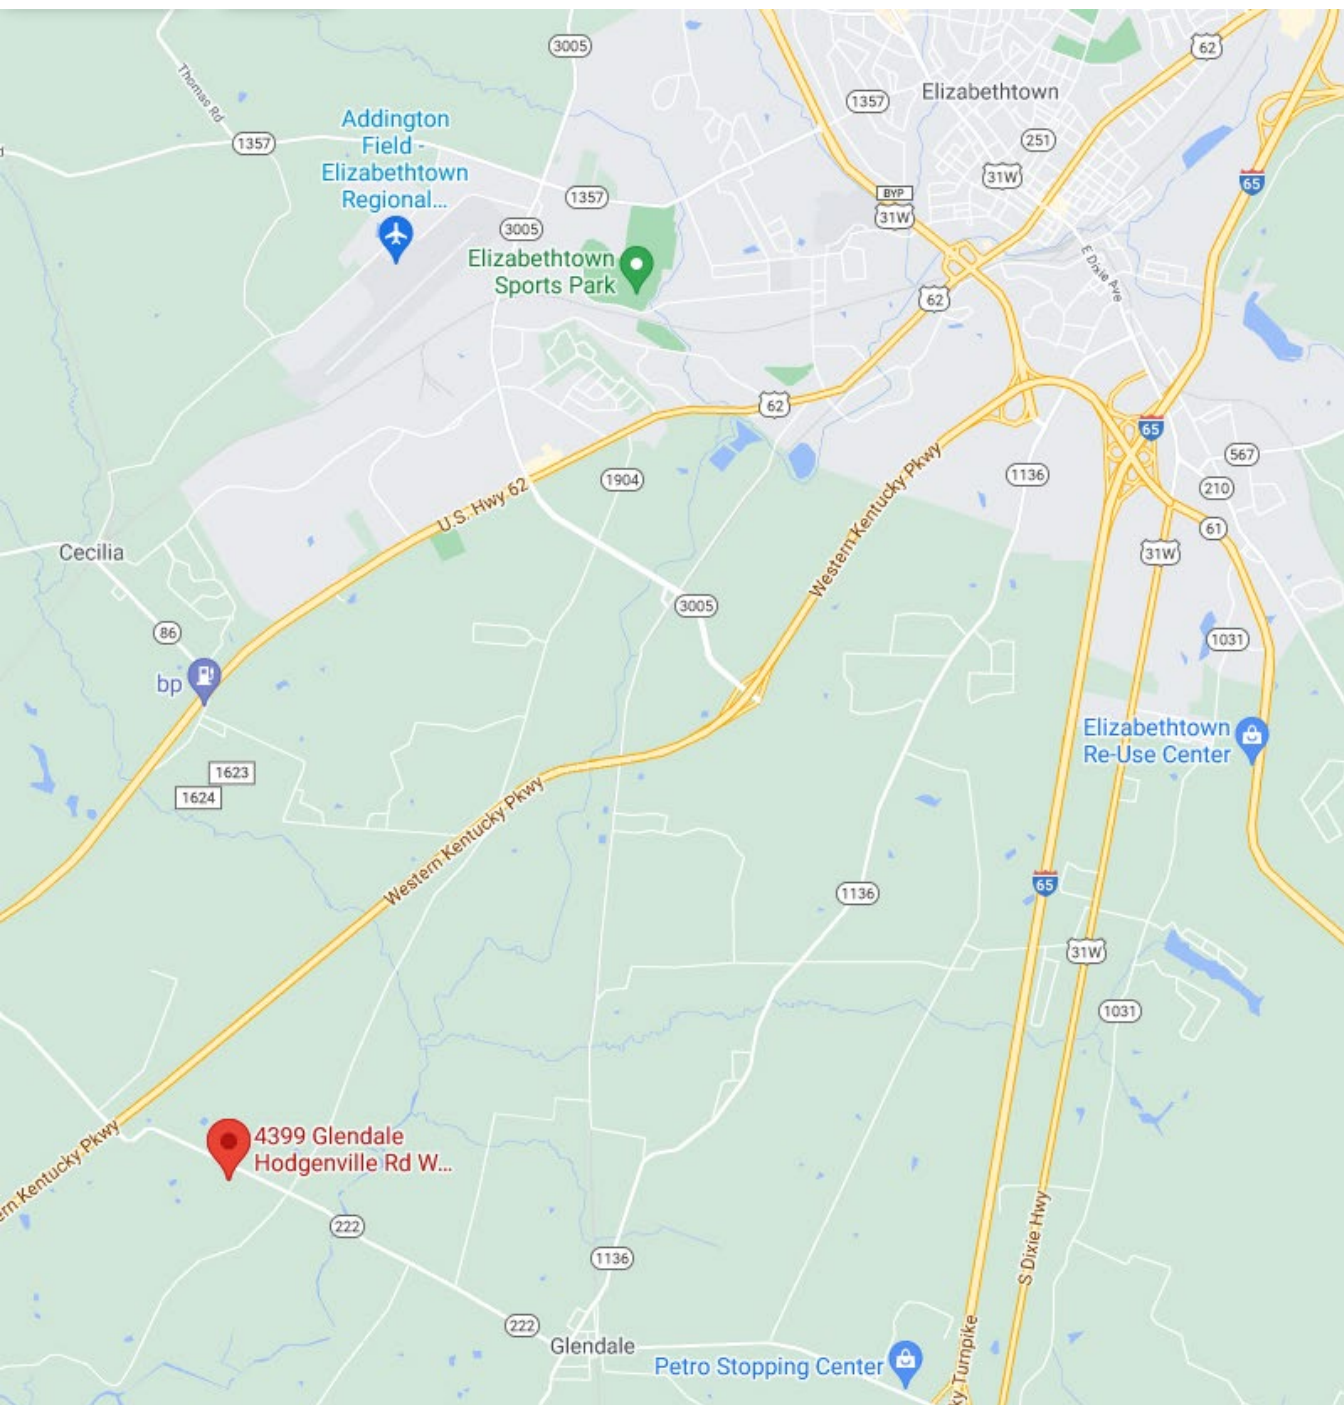 3005
62
Thomas Rd
Elizabethtown
1357
Addington
Field -
Elizabethtown
Regional...
1357
251
31W
65
1357
BYP
31W
3005
Elizabethtown
Sports Park
E Dixie Ave
62
62
65
567
Western Kentucky Pkwy
1136
1904
210
U.S. Hwy 62
61
Cecilia
31W
3005
86
1031
bp
Elizabethtown
Re-Use Center
1623
1624
Western Kentucky Pkwy
65
1136
31W
1031
4399 Glendale
Hodgenville Rd W...
ern Kentucky Pkwy
222
S Dixie Hwy
1136
222
Glendale
Petro Stopping Center
ky Turnpike